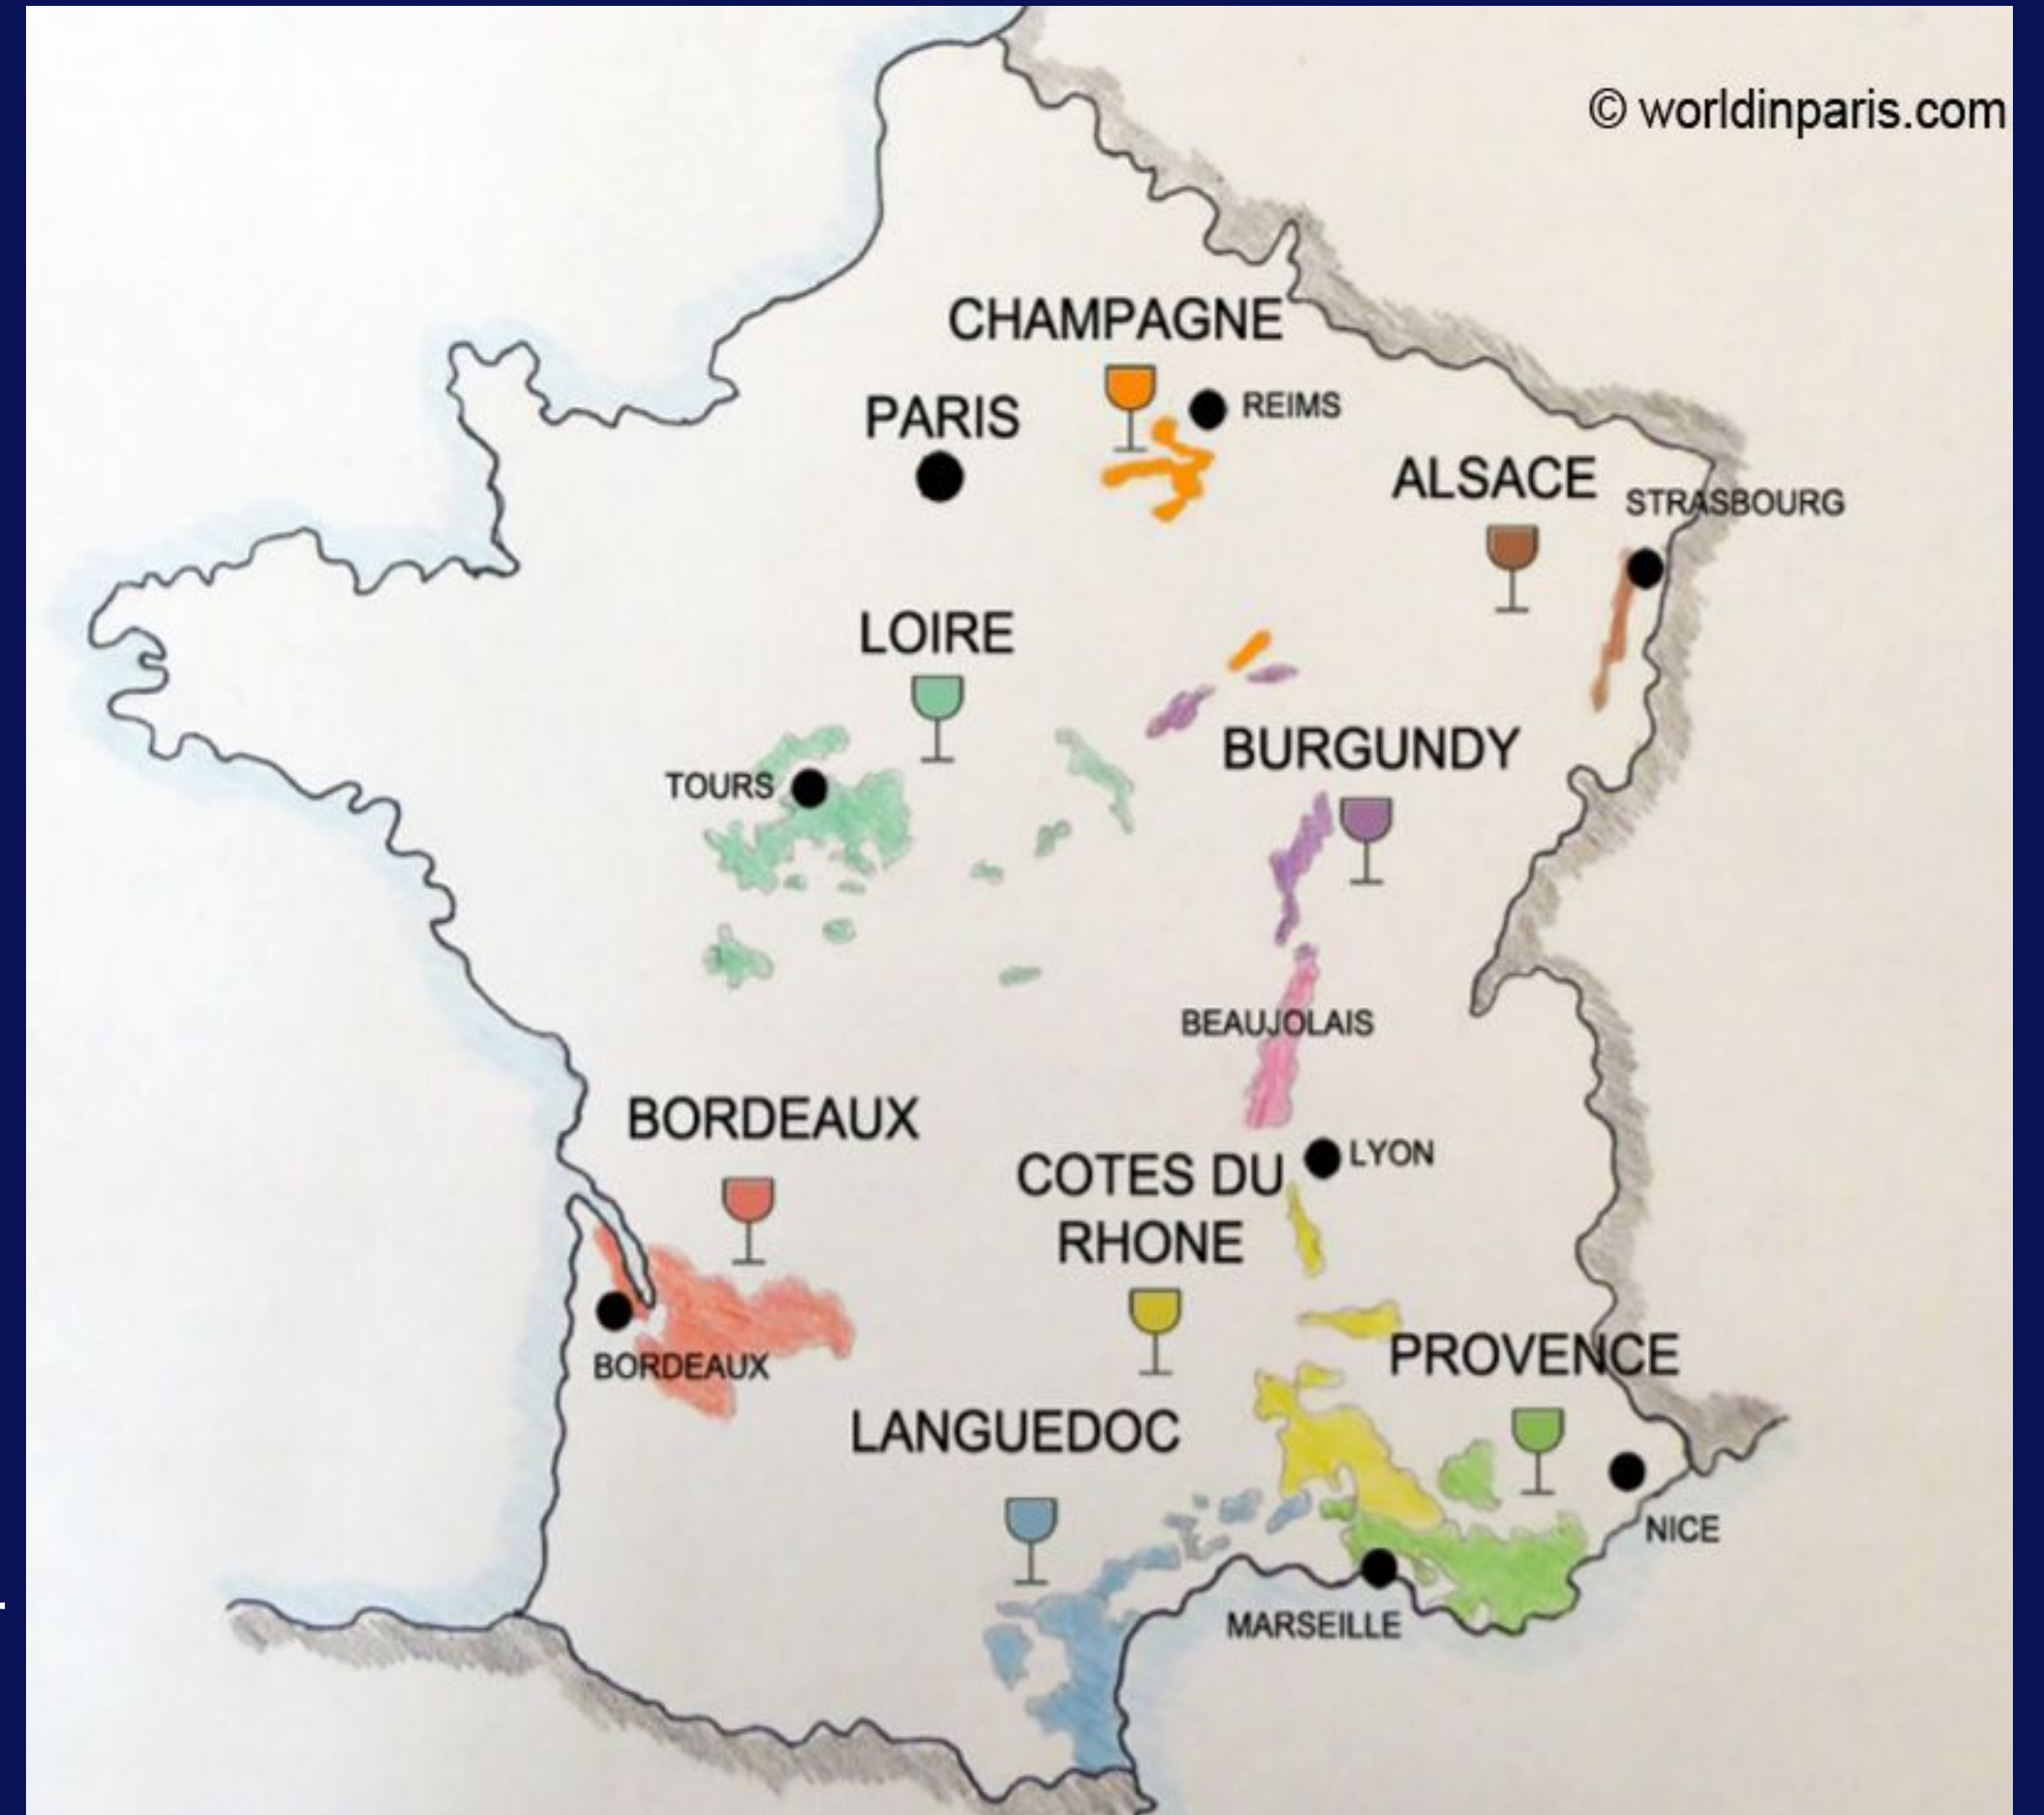 © worldinparis.com
CHAMPAGNE
REIMS
PARIS
ALSACE
STRASBOURG
LOIRE
BURGUNDY
TOURS
BEAUJOLAIS
BORDEAUX
LYON
COTES DU
RHONE
PROVENCE
BORDEAUX
LANGUEDOC
NICE
MARSEILLE